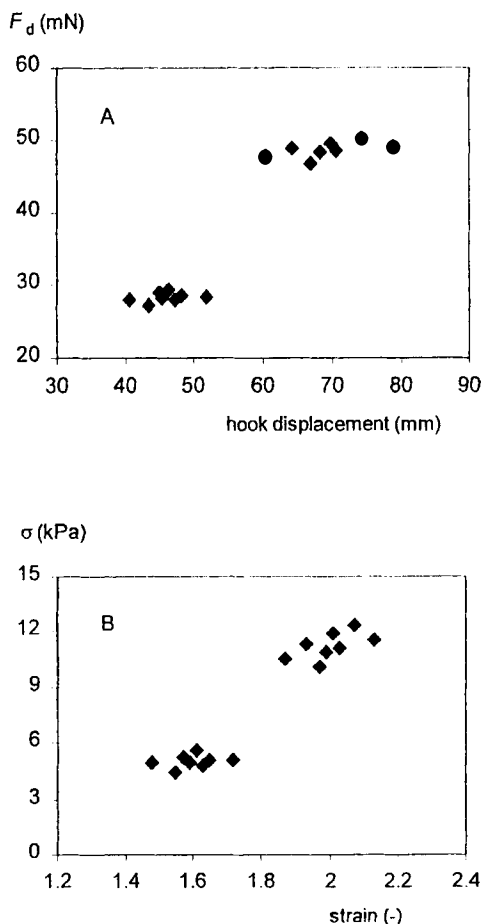 F_d (mN)
60
A
50
40
30
20
30 40 50 60 70 80 90
hook displacement (mm)
σ (kPa)
15
B
12
9
6
3
0
1.2 1.4 1.6 1.8 2 2.2 2.4
strain (-)